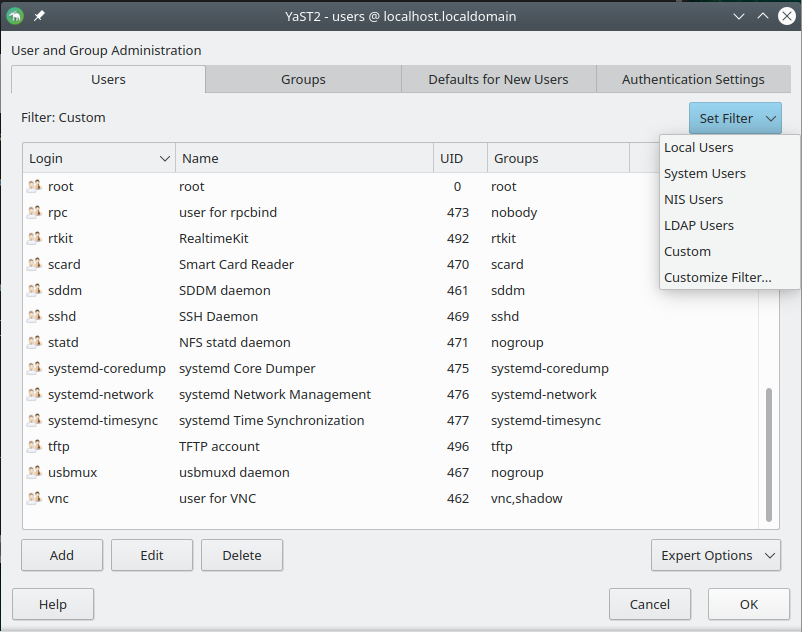 YaST2 - users @ localhost.localdomain
User and Group Administration
Users Groups Defaults for New Users Authentication Settings
Filter: Custom Set Filter
Local Users
System Users
NIS Users
LDAP Users
Custom
Customize Filter...
Login Name UID Groups
root root 0 root
rpc user for rpcbind 473 nobody
rtkit RealtimeKit 492 rtkit
scard Smart Card Reader 470 scard
sddm SDDM daemon 461 sddm
sshd SSH Daemon 469 sshd
statd NFS statd daemon 471 nogroup
systemd-coredump systemd Core Dumper 475 systemd-coredump
systemd-network systemd Network Management 476 systemd-network
systemd-timesync systemd Time Synchronization 477 systemd-timesync
tftp TFTP account 496 tftp
usbmux usbmuxd daemon 467 nogroup
vnc user for VNC 462 vnc,shadow
Add Edit Delete Expert Options
Help Cancel OK